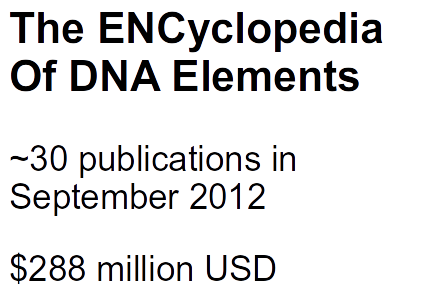 The ENCyclopedia
Of DNA Elements
~30 publications in
September 2012
$288 million USD